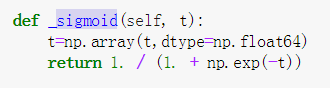 def _sigmoid(self, t):
    t=np.array(t,dtype=np.float64)
    return 1. / (1. + np.exp(-t))